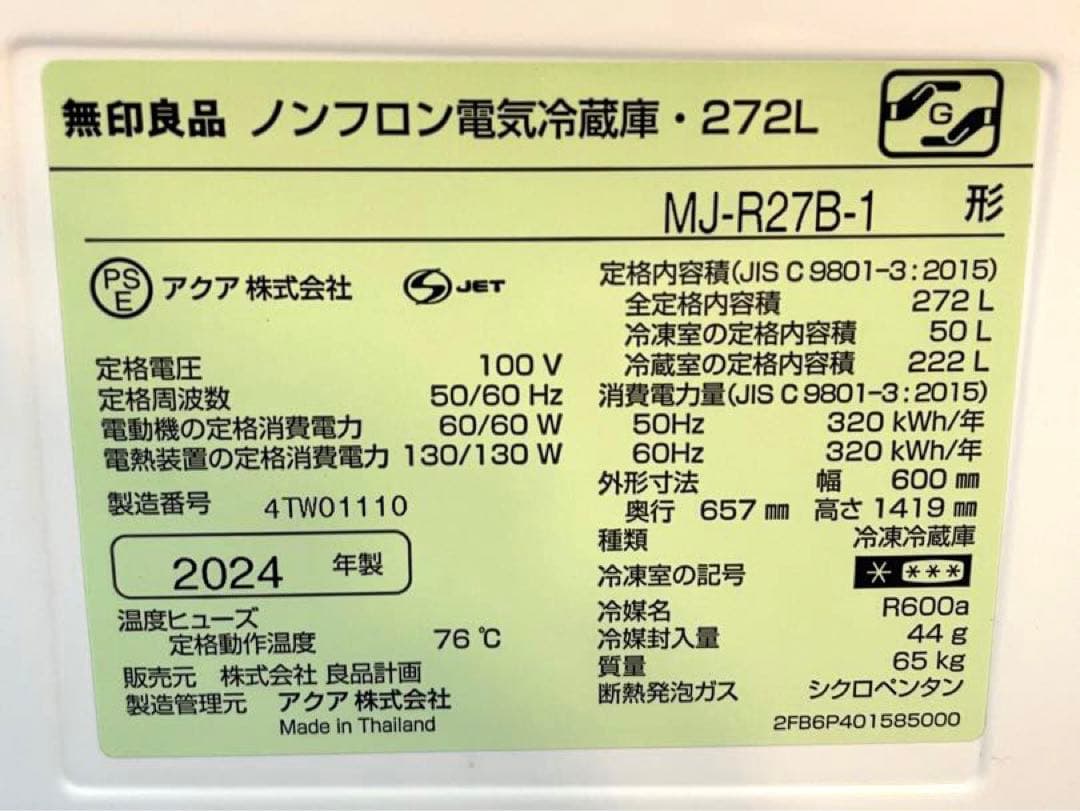 無印良品 ノンフロン電気冷蔵庫・272L
G
MJ-R27B-1 形
PS
E
アクア 株式会社
S JET
定格電圧 100 V
定格周波数 50/60 Hz
電動機の定格消費電力 60/60 W
電熱装置の定格消費電力 130/130 W
製造番号 4TW01110
2024 年製
温度ヒューズ
定格動作温度 76 ℃
販売元 株式会社 良品計画
製造管理元 アクア 株式会社
Made in Thailand
定格内容積(JIS C 9801-3:2015)
全定格内容積 272 L
冷凍室の定格内容積 50 L
冷蔵室の定格内容積 222 L
消費電力量(JIS C 9801-3:2015)
50Hz 320 kWh/年
60Hz 320 kWh/年
外形寸法 幅 600 ㎜
奥行 657 ㎜ 高さ 1419 ㎜
種類 冷凍冷蔵庫
冷凍室の記号 * ***
冷媒名 R600a
冷媒封入量 44 g
質量 65 kg
断熱発泡ガス シクロペンタン
2FB6P401585000